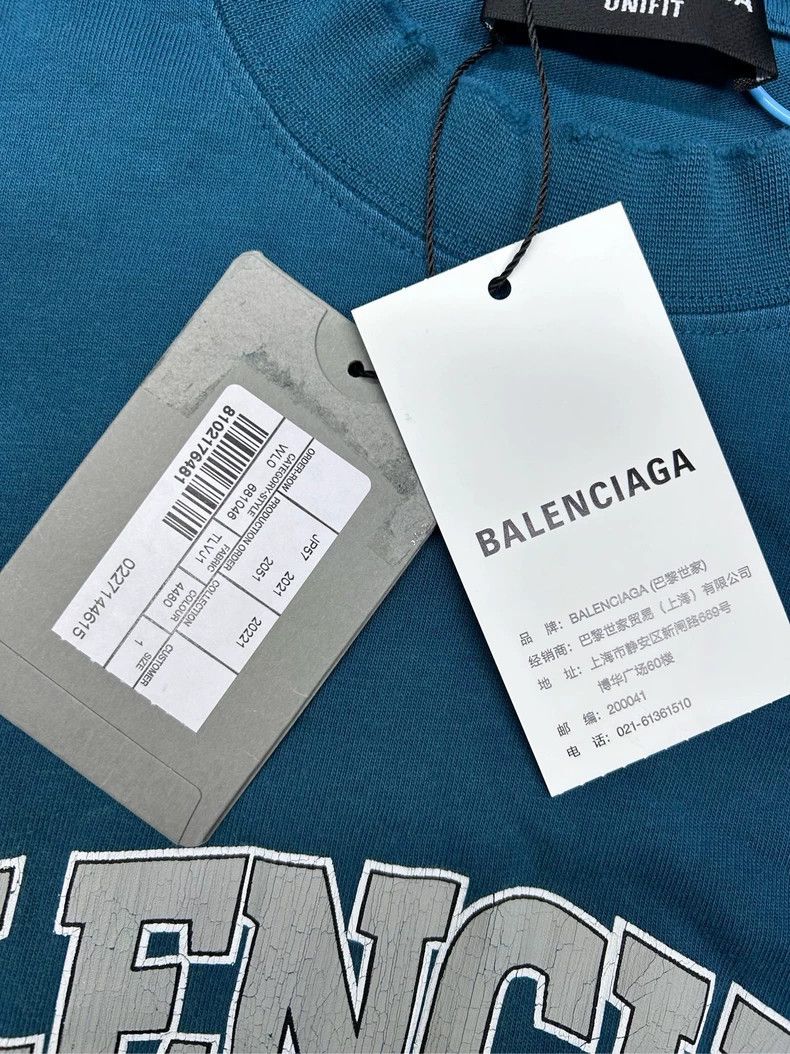 UNIFIT
BALENCIAGA
品 牌：BALENCIAGA (巴黎世家)
经销商：巴黎世家贸易（上海）有限公司
地 址：上海市静安区新闸路669号
博华广场60楼
邮 编：200041
电 话：021-61361510
ORDER-ROW PRODUCTION ORDER COLLECTION CUSTOMER
JP57 2021 2051 20221
CATEGORY-STYLE FABRIC COLOUR SIZE
WL0 681046 TLVJ1 4480 1
8102176481
0227144615
LENCI